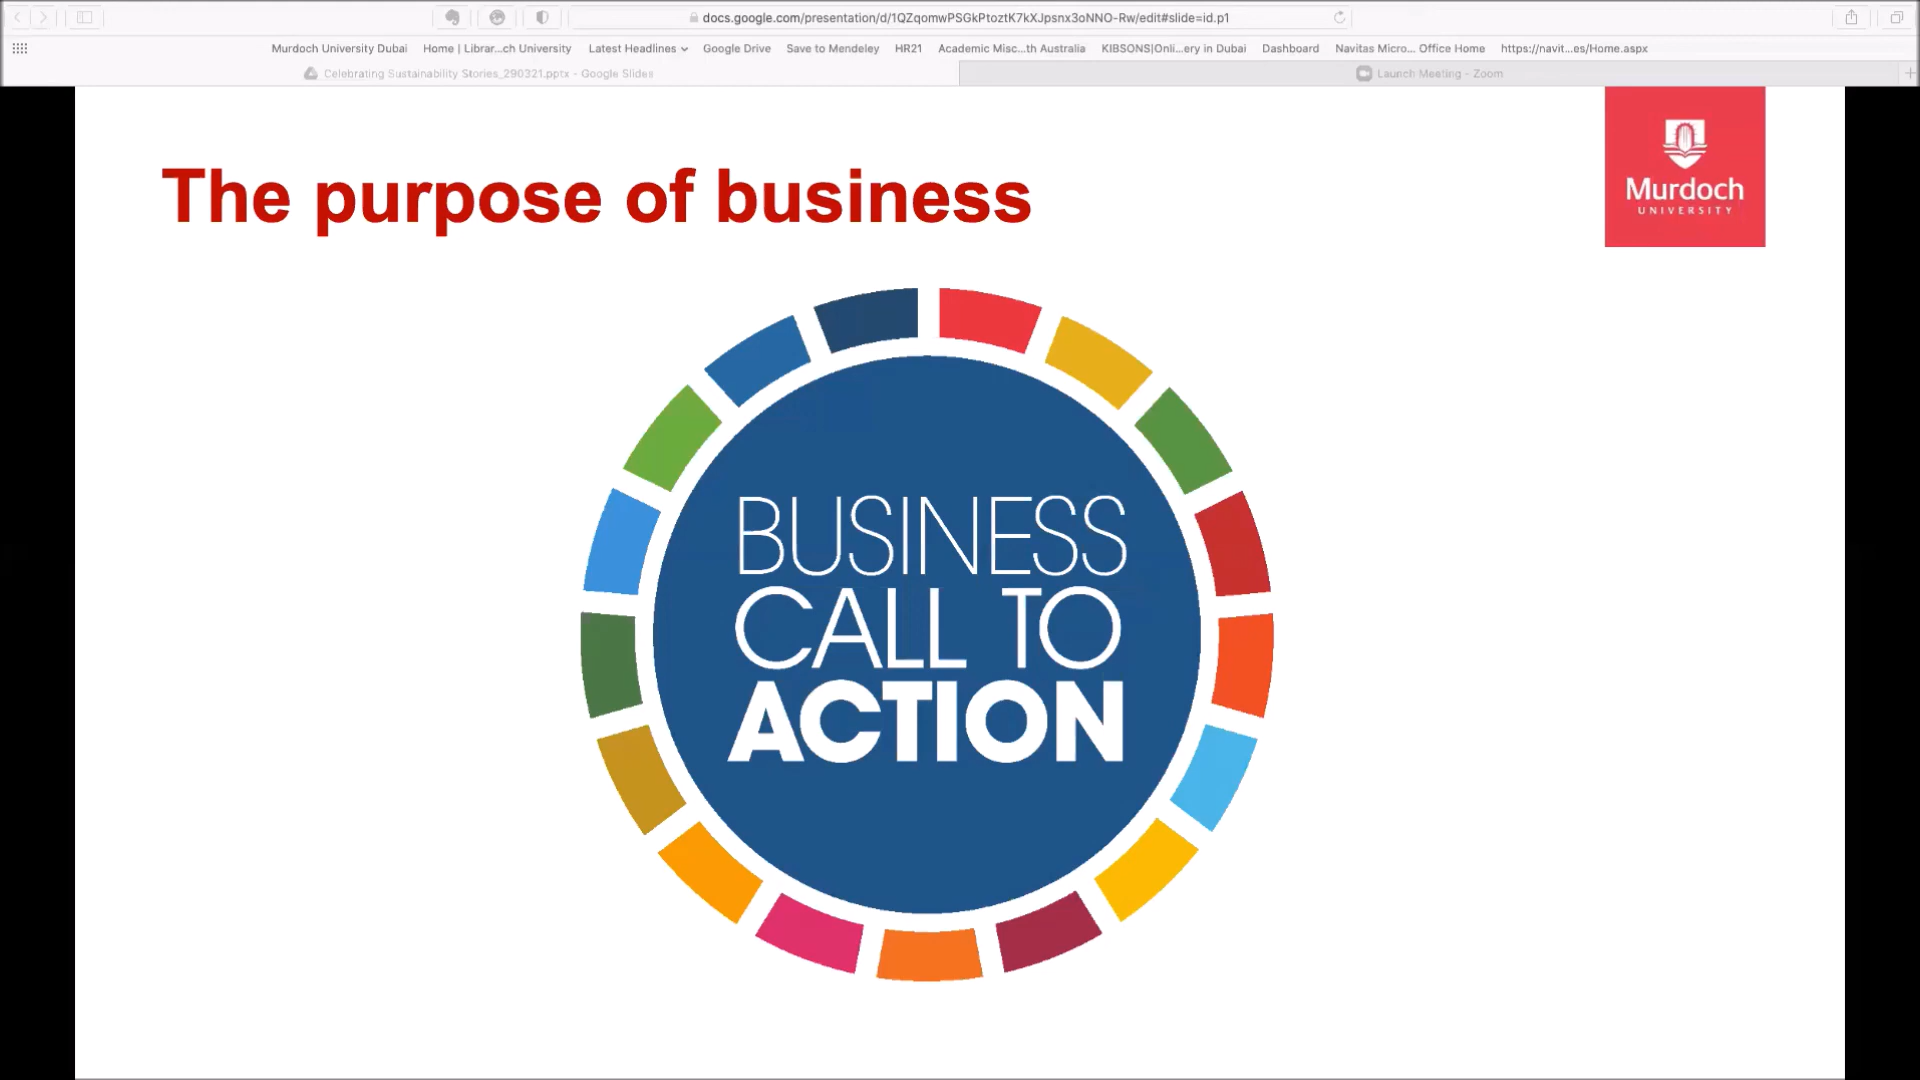 docs.google.com/presentation/d/1QZqomwPSGkPtoztK7kXJpsnx3oNNO-Rw/edit#slide=id.p1
Murdoch University Dubai Home | Librar...ch University Latest Headlines Google Drive Save to Mendeley HR21 Academic Misc...th Australia KIBSONS|Onli...ery in Dubai Dashboard Navitas Micro... Office Home https://navit...es/Home.aspx
Celebrating Sustainability Stories_290321.pptx - Google Slides Launch Meeting - Zoom
The purpose of business
Murdoch
UNIVERSITY
BUSINESS
CALL TO
ACTION